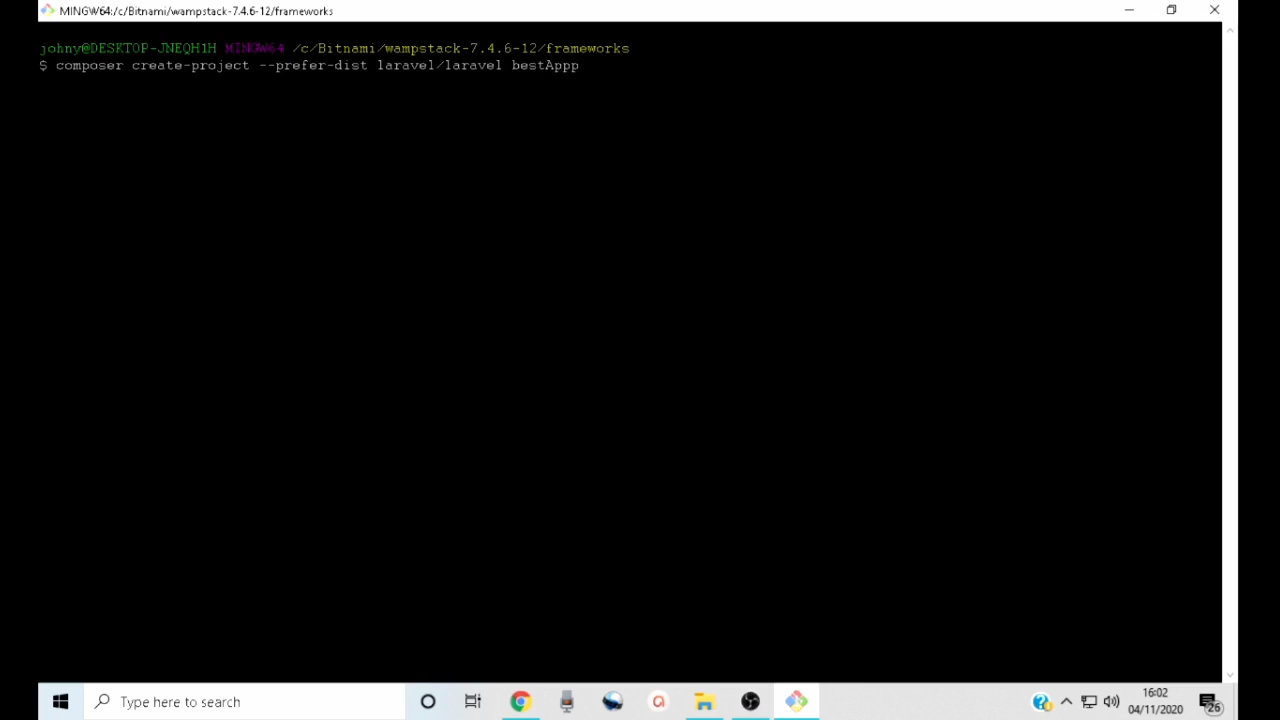 MINGW64:/c/Bitnami/wampstack-7.4.6-12/frameworks
johny@DESKTOP-JNEQH1H MINGW64 /c/Bitnami/wampstack-7.4.6-12/frameworks
$ composer create-project --prefer-dist laravel/laravel bestAppp
Type here to search
16:02
04/11/2020
26